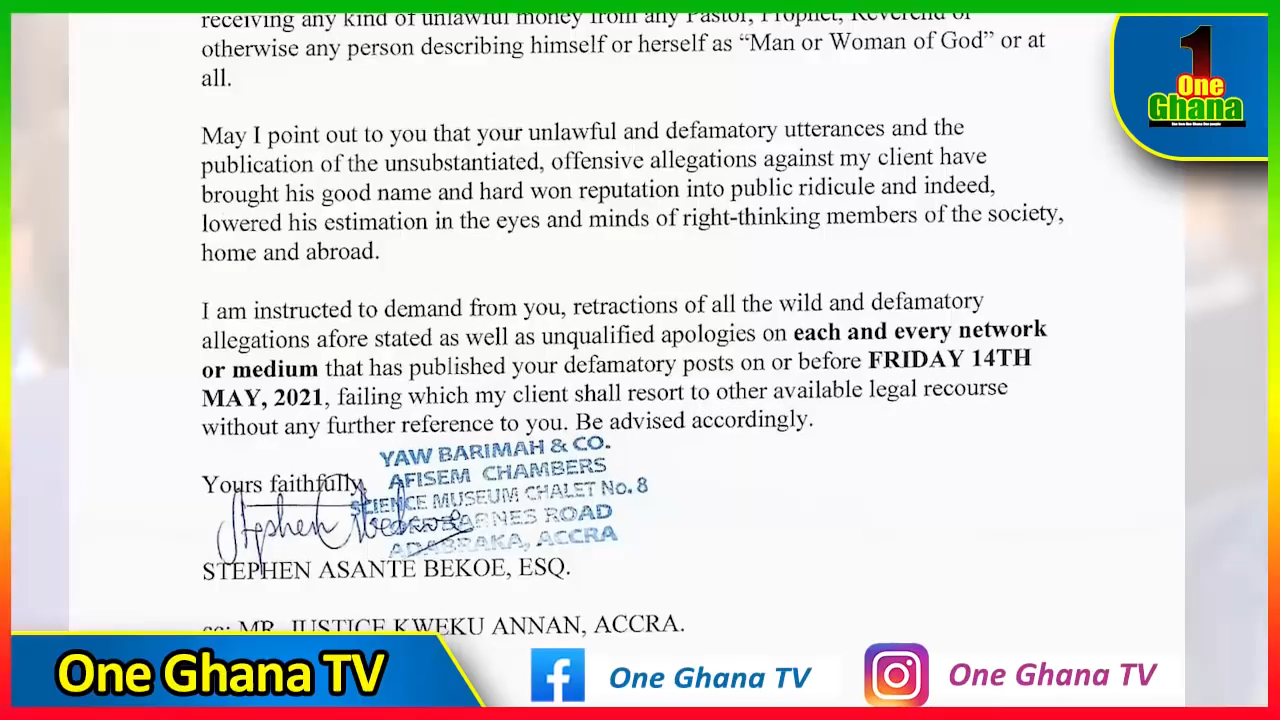 receiving any kind of unlawful money from any Pastor, Prophet, Reverend or
otherwise any person describing himself or herself as “Man or Woman of God” or at
all.
May I point out to you that your unlawful and defamatory utterances and the
publication of the unsubstantiated, offensive allegations against my client have
brought his good name and hard won reputation into public ridicule and indeed,
lowered his estimation in the eyes and minds of right-thinking members of the society,
home and abroad.
I am instructed to demand from you, retractions of all the wild and defamatory
allegations afore stated as well as unqualified apologies on each and every network
or medium that has published your defamatory posts on or before FRIDAY 14TH
MAY, 2021, failing which my client shall resort to other available legal recourse
without any further reference to you. Be advised accordingly.
YAW BARIMAH & CO.
AFISEM CHAMBERS
SCIENCE MUSEUM CHALET No. 8
BARNES ROAD
ADABRAKA, ACCRA
Yours faithfully,
Stephen
STEPHEN ASANTE BEKOE, ESQ.
cc: MR. JUSTICE KWEKU ANNAN, ACCRA.
1
One
Ghana
One Ghana TV
One Ghana TV
One Ghana TV